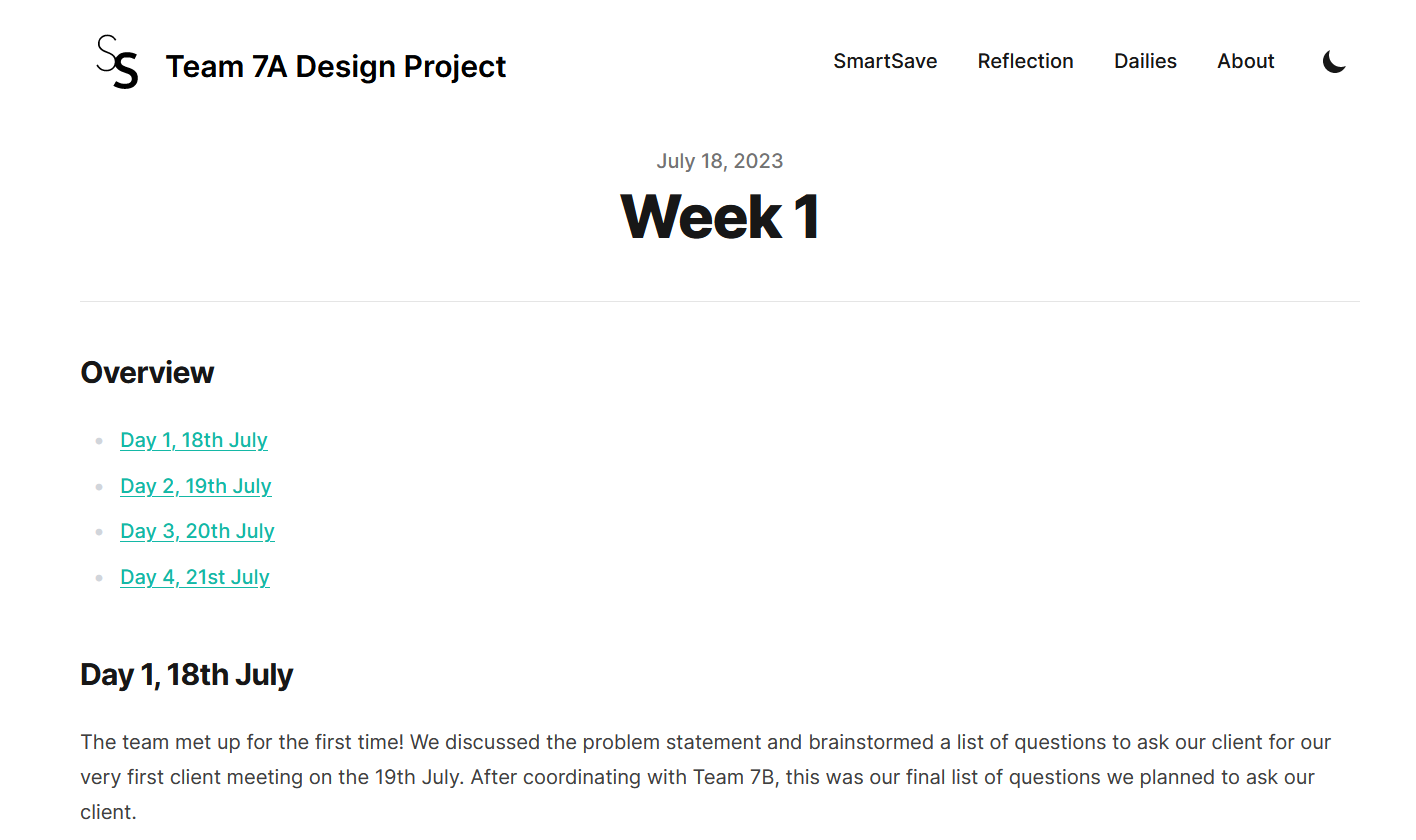 SS
Team 7A Design Project
SmartSave
Reflection
Dailies
About
July 18, 2023
Week 1
Overview
Day 1, 18th July
Day 2, 19th July
Day 3, 20th July
Day 4, 21st July
Day 1, 18th July
The team met up for the first time! We discussed the problem statement and brainstormed a list of questions to ask our client for our
very first client meeting on the 19th July. After coordinating with Team 7B, this was our final list of questions we planned to ask our
client.